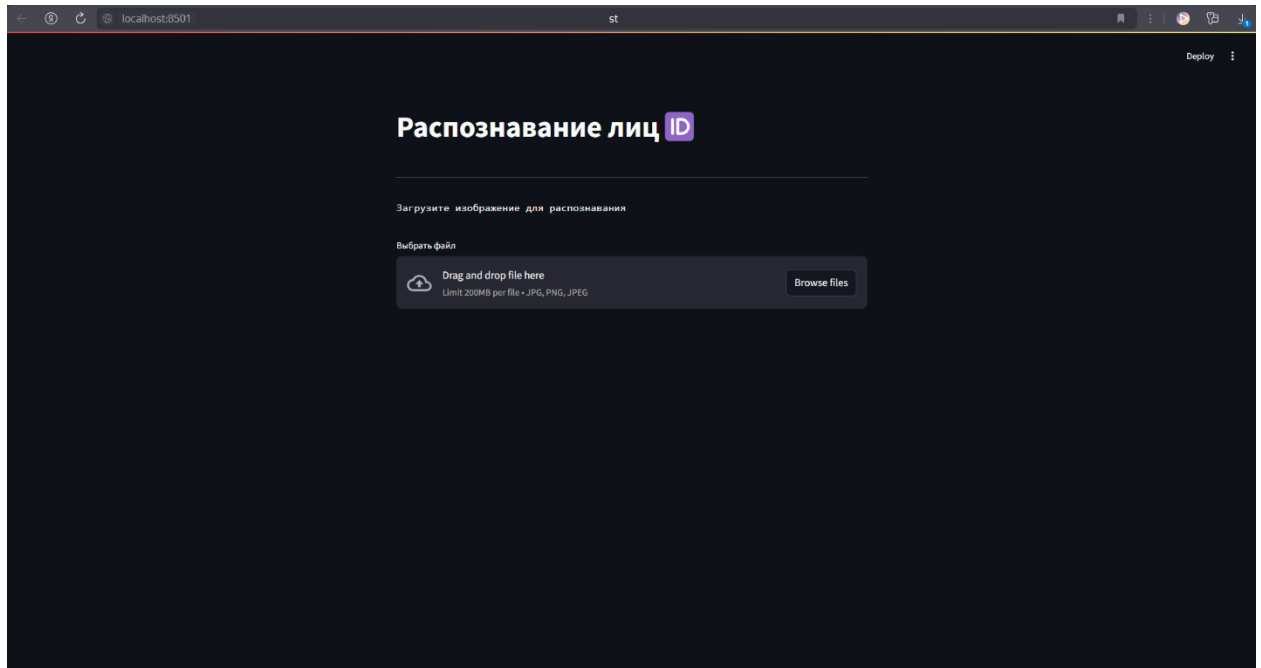 localhost:8501
st
Deploy
Распознавание лиц 🆔
Загрузите изображение для распознавания
Выбрать файл
Drag and drop file here
Limit 200MB per file • JPG, PNG, JPEG
Browse files